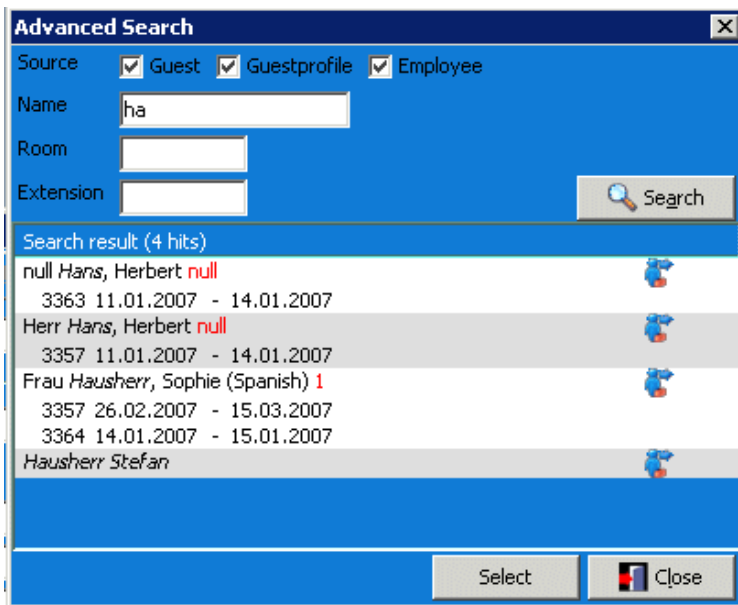 Advanced Search
Source Guest Guestprofile Employee
Name ha
Room
Extension
Search
Search result (4 hits)
null Hans, Herbert null
3363 11.01.2007 - 14.01.2007
Herr Hans, Herbert null
3357 11.01.2007 - 14.01.2007
Frau Hausherr, Sophie (Spanish) 1
3357 26.02.2007 - 15.03.2007
3364 14.01.2007 - 15.01.2007
Hausherr Stefan
Select Close